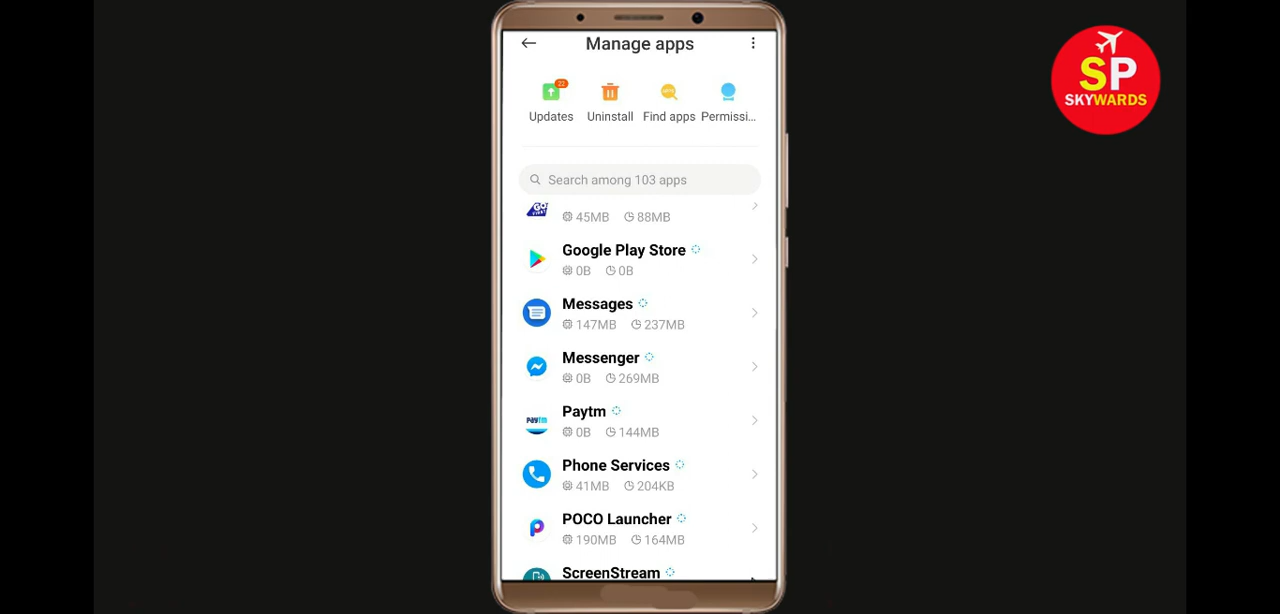 Manage apps
22
Updates Uninstall Find apps Permissi...
Search among 103 apps
GO FIRST
45MB 88MB
Google Play Store
0B 0B
Messages
147MB 237MB
Messenger
0B 269MB
Paytm
paytm
0B 144MB
Phone Services
41MB 204KB
POCO Launcher
190MB 164MB
ScreenStream
SP
SKYWARDS